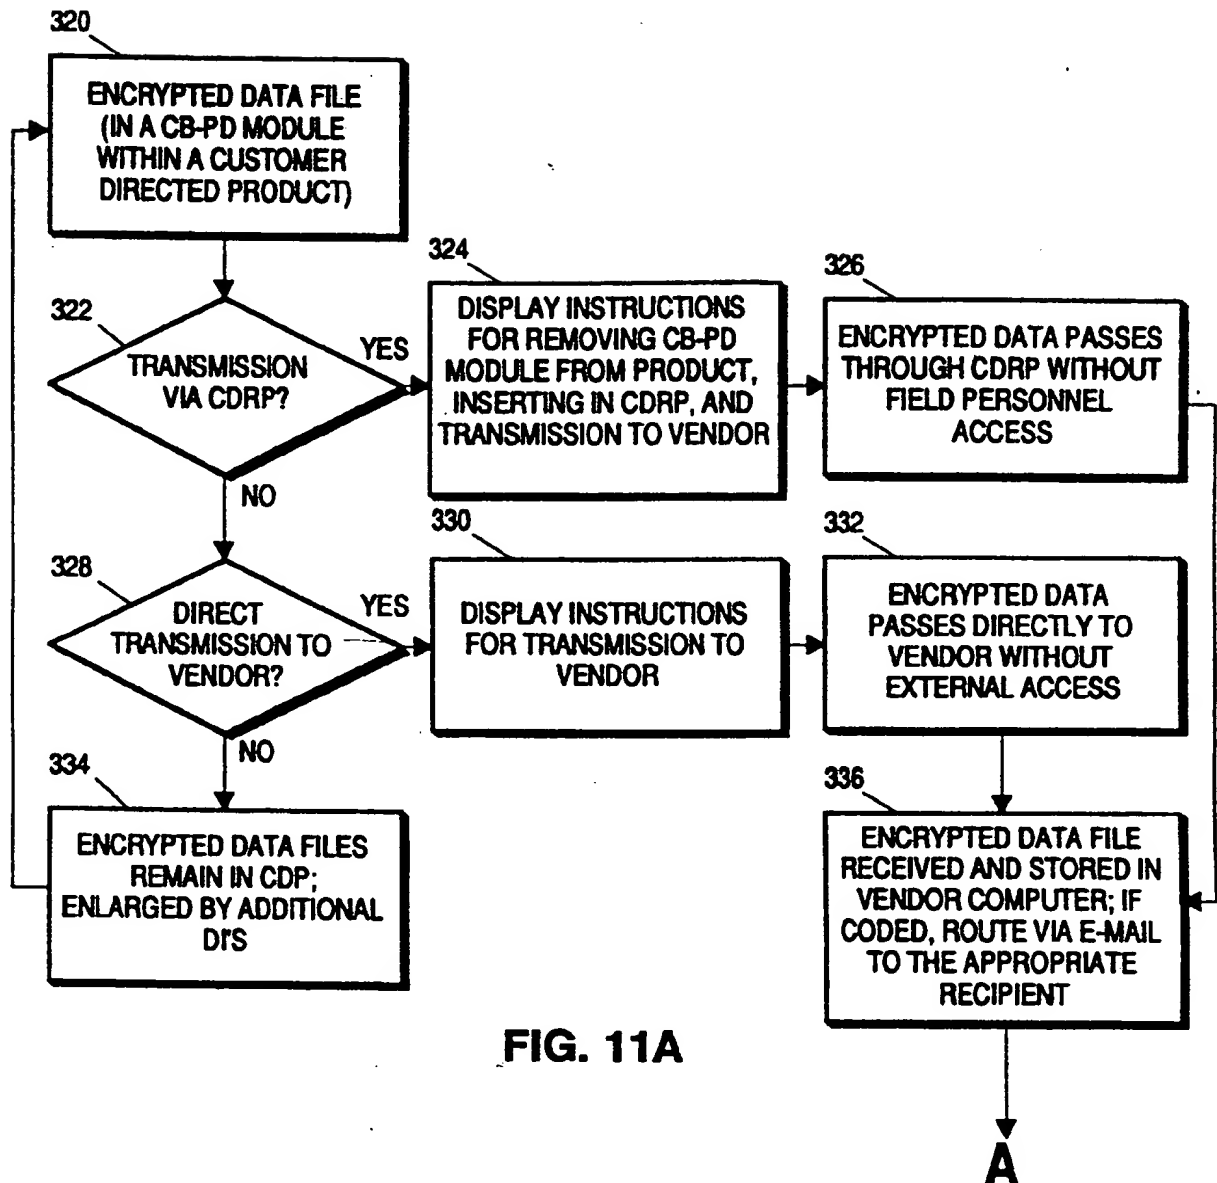 320
ENCRYPTED DATA FILE
(IN A CB-PD MODULE
WITHIN A CUSTOMER
DIRECTED PRODUCT)
322
TRANSMISSION
VIA CDRP?
YES
NO
324
DISPLAY INSTRUCTIONS
FOR REMOVING CB-PD
MODULE FROM PRODUCT,
INSERTING IN CDRP, AND
TRANSMISSION TO VENDOR
326
ENCRYPTED DATA PASSES
THROUGH CDRP WITHOUT
FIELD PERSONNEL
ACCESS
328
DIRECT
TRANSMISSION TO
VENDOR?
YES
NO
330
DISPLAY INSTRUCTIONS
FOR TRANSMISSION TO
VENDOR
332
ENCRYPTED DATA
PASSES DIRECTLY TO
VENDOR WITHOUT
EXTERNAL ACCESS
334
ENCRYPTED DATA FILES
REMAIN IN CDP;
ENLARGED BY ADDITIONAL
DI'S
336
ENCRYPTED DATA FILE
RECEIVED AND STORED IN
VENDOR COMPUTER; IF
CODED, ROUTE VIA E-MAIL
TO THE APPROPRIATE
RECIPIENT
FIG. 11A
A